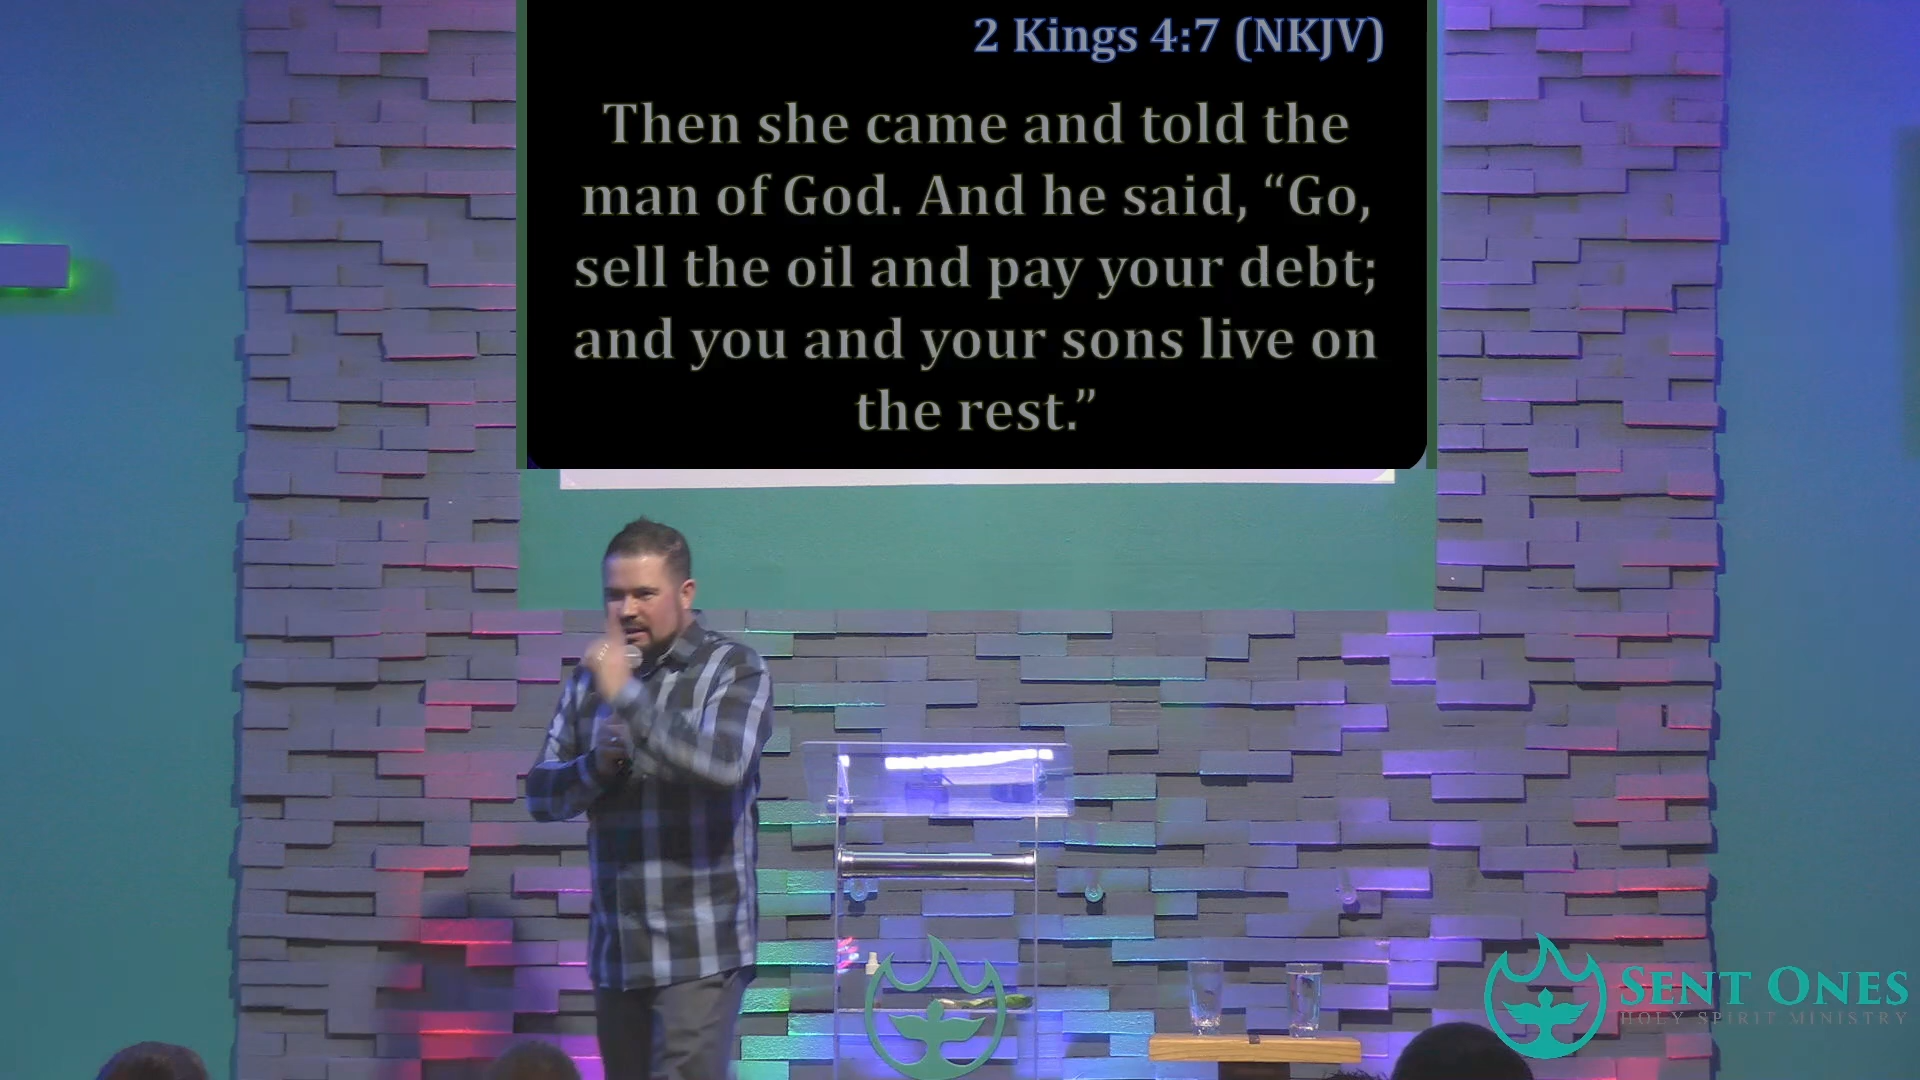 2 Kings 4:7 (NKJV)
Then she came and told the
man of God. And he said, “Go,
sell the oil and pay your debt;
and you and your sons live on
the rest.”
SENT ONES
HOLY SPIRIT MINISTRY